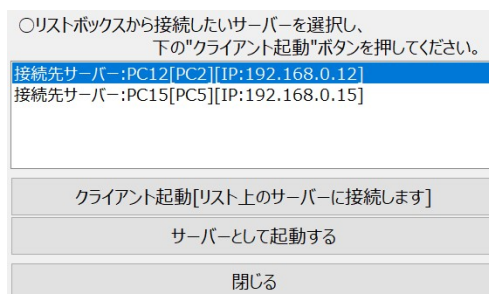 ○リストボックスから接続したいサーバーを選択し、
下の"クライアント起動"ボタンを押してください。
接続先サーバー:PC12[PC2][IP:192.168.0.12]
接続先サーバー:PC15[PC5][IP:192.168.0.15]
クライアント起動[リスト上のサーバーに接続します]
サーバーとして起動する
閉じる